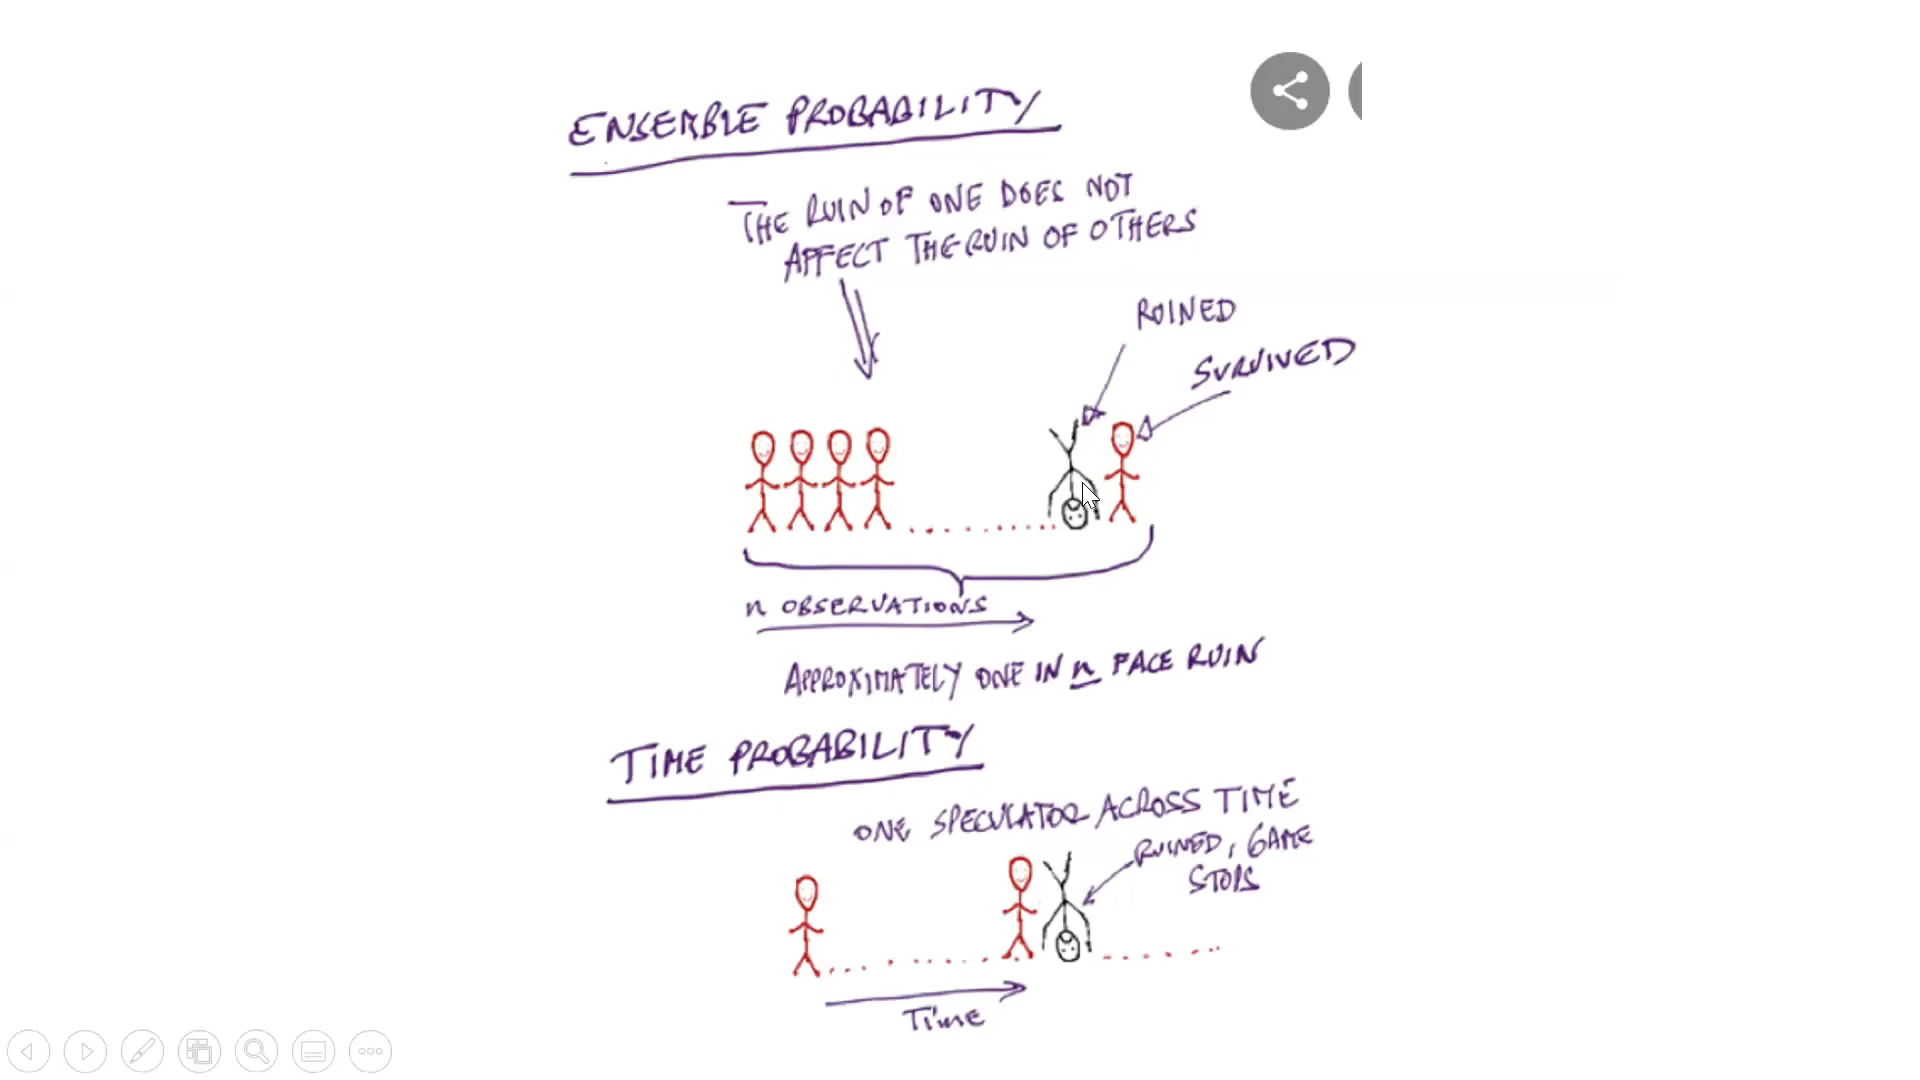 ENSEMBLE PROBABILITY
THE RUIN OF ONE DOES NOT
AFFECT THE RUIN OF OTHERS
RUINED
SURVIVED
n OBSERVATIONS
APPROXIMATELY ONE IN n FACE RUIN
TIME PROBABILITY
ONE SPECULATOR ACROSS TIME
RUINED, GAME
STOPS
Time